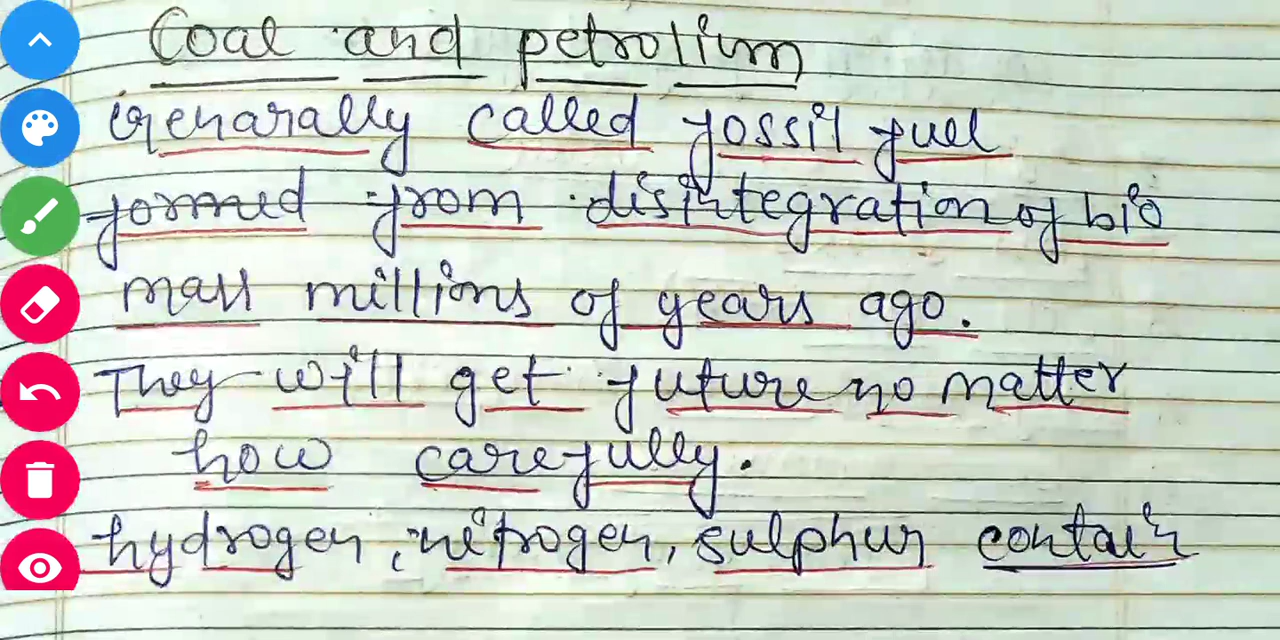 Coal and petrolium
Genarally called fossil fuel
formed from disintegration of bio
mass millions of years ago.
They will get future no matter
how carefully.
hydrogen, nitrogen, sulphur contain